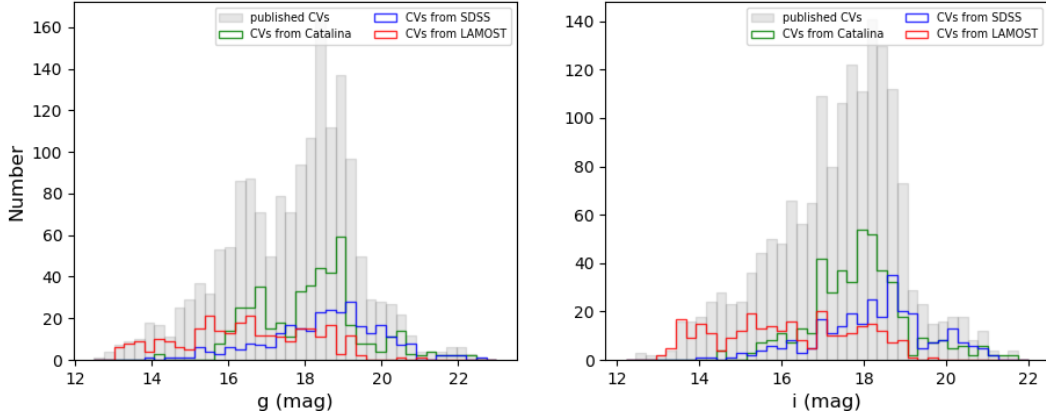 published CVs
CVs from Catalina
CVs from SDSS
CVs from LAMOST
160
140
120
100
80
60
40
20
0
Number
12
14
16
18
20
22
g (mag)
published CVs
CVs from Catalina
CVs from SDSS
CVs from LAMOST
140
120
100
80
60
40
20
0
12
14
16
18
20
22
i (mag)